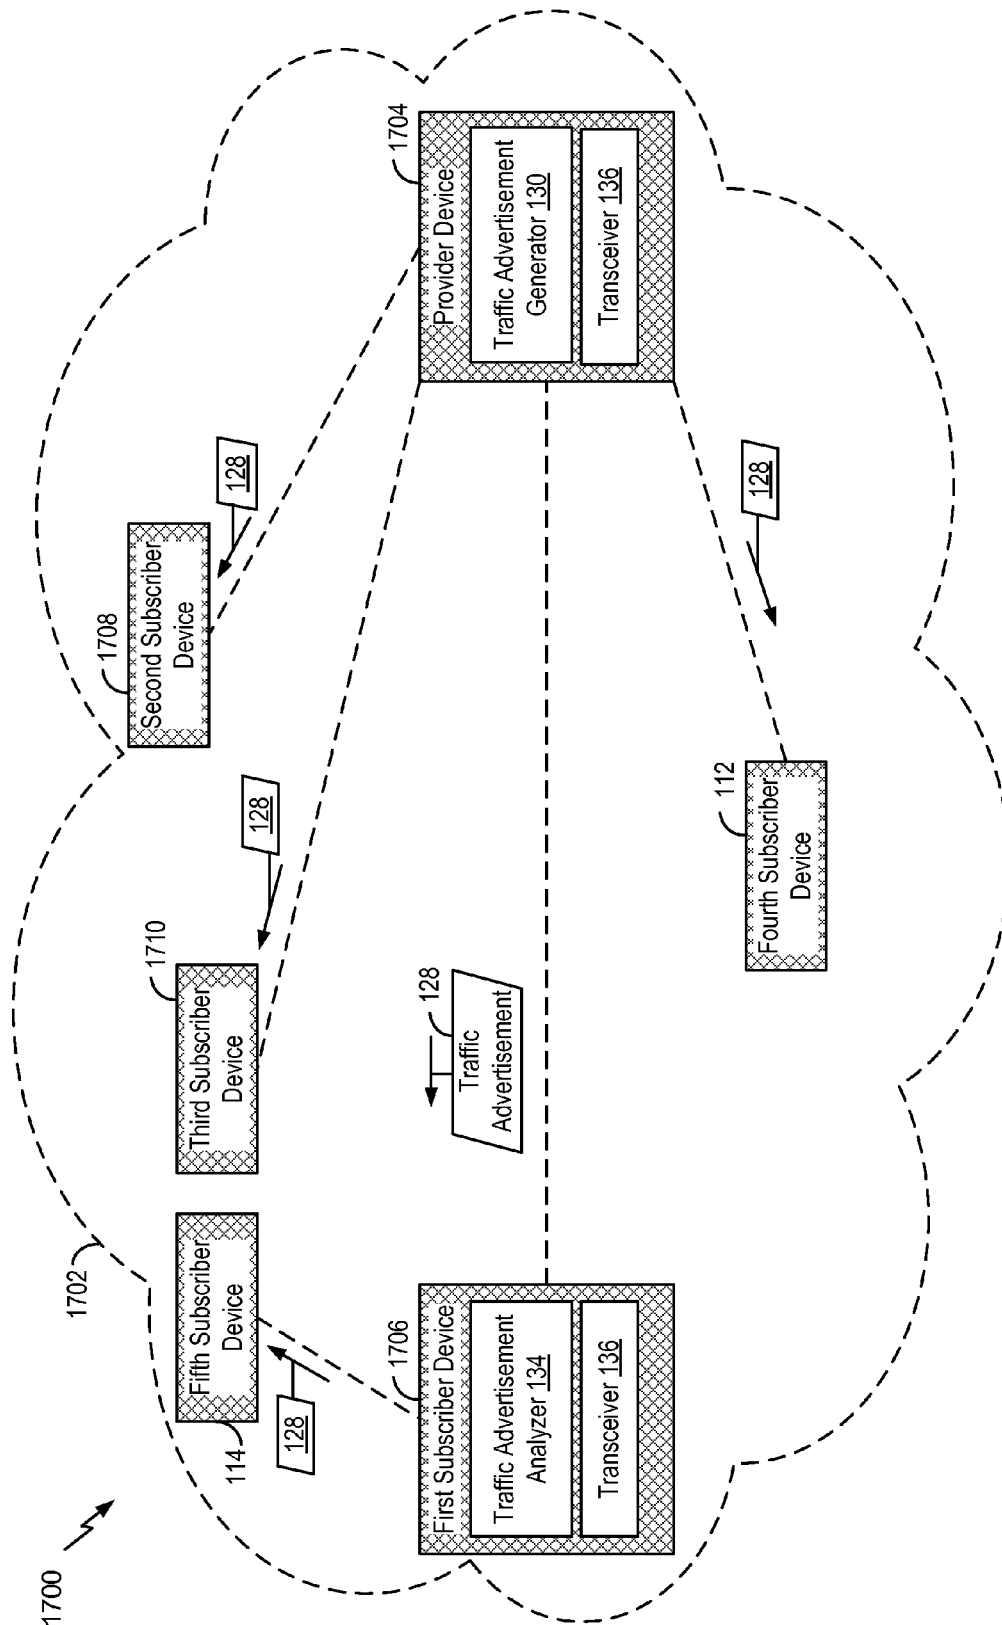 1700
1702
114
Fifth Subscriber
Device
128
1710
Third Subscriber
Device
128
1708
Second Subscriber
Device
128
1706
First Subscriber Device
Traffic Advertisement
Analyzer 134
Transceiver 136
128
Traffic
Advertisement
1704
Provider Device
Traffic Advertisement
Generator 130
Transceiver 136
112
Fourth Subscriber
Device
128